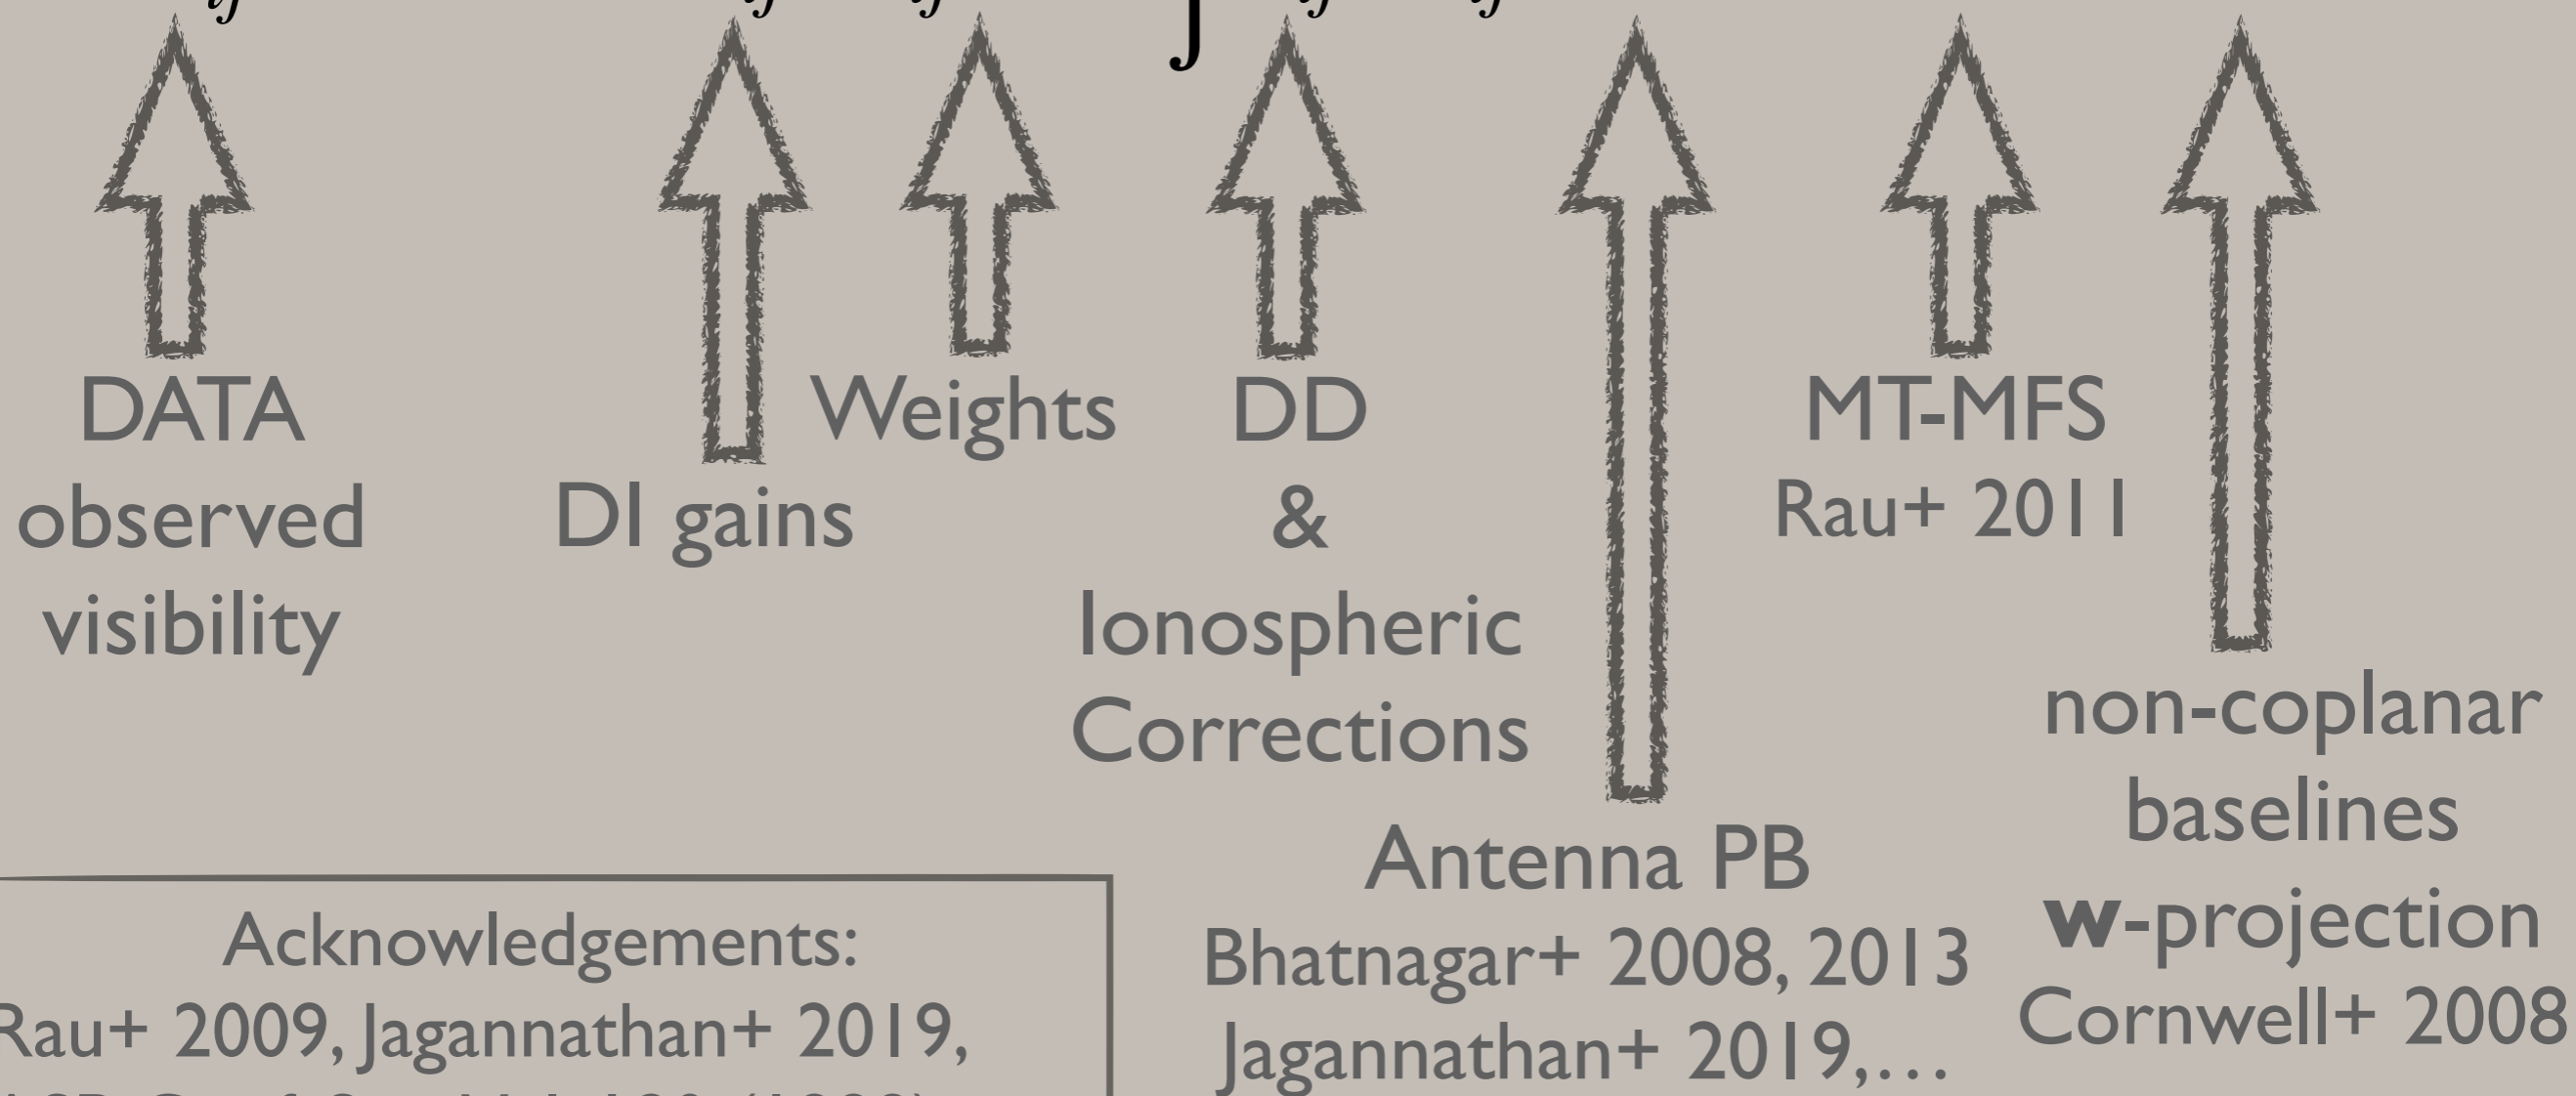 DATA
observed
visibility
DI gains
Weights
DD
&
Ionospheric
Corrections
Antenna PB
Bhatnagar+ 2008, 2013
Jagannathan+ 2019,…
MT-MFS
Rau+ 2011
non-coplanar
baselines
w-projection
Cornwell+ 2008
Acknowledgements:
Rau+ 2009, Jagannathan+ 2019,